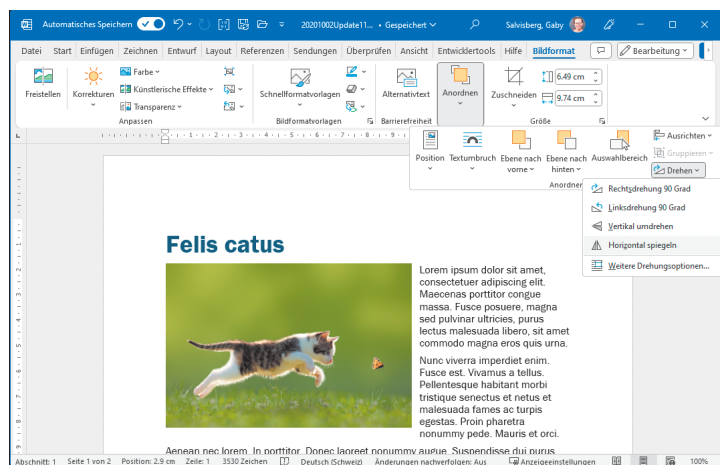 Automatisches Speichern
20201002Update11... • Gespeichert
Salvisberg, Gaby
Datei Start Einfügen Zeichnen Entwurf Layout Referenzen Sendungen Überprüfen Ansicht Entwicklertools Hilfe Bildformat Bearbeitung
Freistellen Korrekturen Farbe
Künstlerische Effekte
Transparenz
Schnellformatvorlagen
Alternativtext
Anordnen
Zuschneiden
6.49 cm
9.74 cm
Anpassen Bildformatvorlagen Barrierefreiheit Größe
Position Textumbruch Ebene nach vorne Ebene nach hinten Auswahlbereich
Ausrichten
Gruppieren
Drehen
Anordnen
Rechtsdrehung 90 Grad
Linksdrehung 90 Grad
Vertikal umdrehen
Horizontal spiegeln
Weitere Drehungsoptionen...
Felis catus
Lorem ipsum dolor sit amet,
consectetuer adipiscing elit.
Maecenas porttitor congue
massa. Fusce posuere, magna
sed pulvinar ultricies, purus
lectus malesuada libero, sit amet
commodo magna eros quis urna.
Nunc viverra imperdiet enim.
Fusce est. Vivamus a tellus.
Pellentesque habitant morbi
tristique senectus et netus et
malesuada fames ac turpis
egestas. Proin pharetra
nonummy pede. Mauris et orci.
Aenean nec lorem. In porttitor. Donec laoreet nonummy augue. Suspendisse dui purus
Abschnitt: 1 Seite 1 von 2 Position: 2.9 cm Zeile: 1 3530 Zeichen Deutsch (Schweiz) Änderungen nachverfolgen: Aus Anzeigeeinstellungen 100%